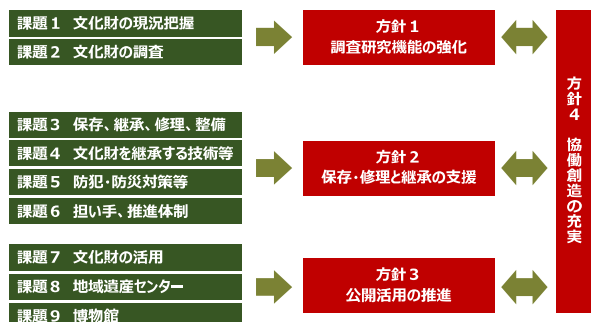 課題１　文化財の現況把握
課題２　文化財の調査
方針１
調査研究機能の強化
課題３　保存、継承、修理、整備
課題４　文化財を継承する技術等
課題５　防犯・防災対策等
課題６　担い手、推進体制
方針２
保存・修理と継承の支援
課題７　文化財の活用
課題８　地域遺産センター
課題９　博物館
方針３
公開活用の推進
方針４　協働創造の充実